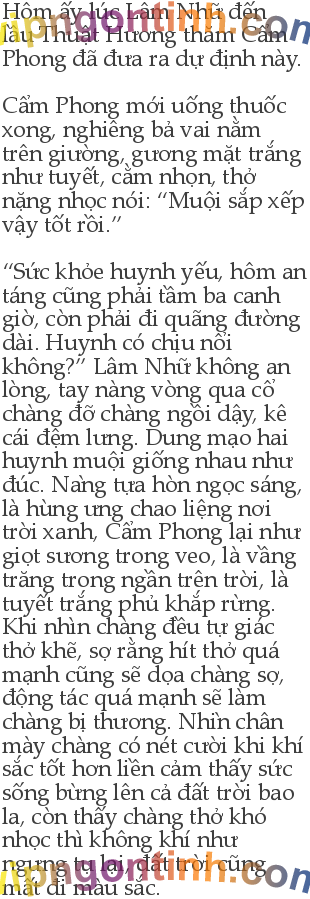 Hôm ấy lúc Lâm Nhữ đến
lầu Thuật Hương thăm Cẩm
Phong đã đưa ra dự định này.
Cẩm Phong mới uống thuốc
xong, nghiêng bả vai nằm
trên giường, gương mặt trắng
như tuyết, cằm nhọn, thở
nặng nhọc nói: “Muội sắp xếp
vậy tốt rồi.”
“Sức khỏe huynh yếu, hôm an
táng cũng phải tầm ba canh
giờ, còn phải đi quãng đường
dài. Huynh có chịu nổi
không?” Lâm Nhữ không an
lòng, tay nàng vòng qua cổ
chàng đỡ chàng ngồi dậy, kê
cái đệm lưng. Dung mạo hai
huynh muội giống nhau như
đúc. Nàng tựa hòn ngọc sáng,
là hùng ưng chao liệng nơi
trời xanh, Cẩm Phong lại như
giọt sương trong veo, là vầng
trăng trong ngần trên trời, là
tuyết trắng phủ khắp rừng.
Khi nhìn chàng đều tự giác
thở khẽ, sợ rằng hít thở quá
mạnh cũng sẽ dọa chàng sợ,
động tác quá mạnh sẽ làm
chàng bị thương. Nhìn chân
mày chàng có nét cười khi khí
sắc tốt hơn liền cảm thấy sức
sống bừng lên cả đất trời bao
la, còn thấy chàng thở khó
nhọc thì không khí như
ngưng tụ lại, đất trời cũng
mất đi màu sắc.
vipngontinh.com
vipngontinh.com